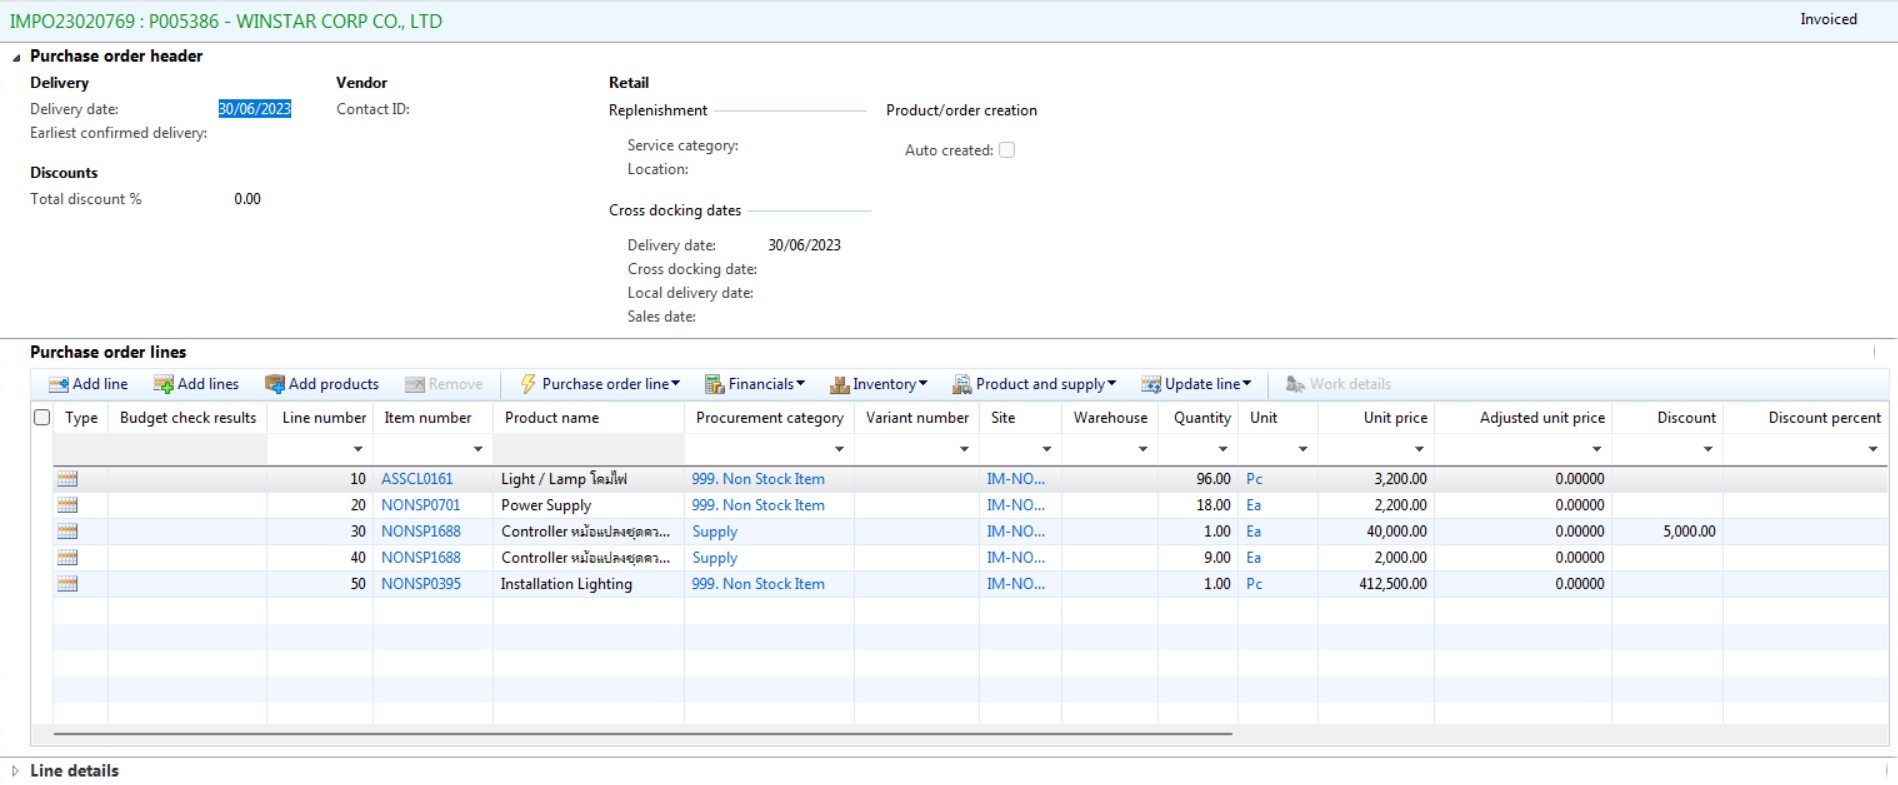 IMPO23020769 : P005386 - WINSTAR CORP CO., LTD
Invoiced
Purchase order header
Delivery
Delivery date: 30/06/2023
Earliest confirmed delivery:
Discounts
Total discount % 0.00
Vendor
Contact ID:
Retail
Replenishment
Service category:
Location:
Product/order creation
Auto created:
Cross docking dates
Delivery date: 30/06/2023
Cross docking date:
Local delivery date:
Sales date:
Purchase order lines
Add line Add lines Add products Remove Purchase order line Financials Inventory Product and supply Update line Work details
Type Budget check results Line number Item number Product name Procurement category Variant number Site Warehouse Quantity Unit Unit price Adjusted unit price Discount Discount percent
10 ASSCL0161 Light / Lamp โคมไฟ 999. Non Stock Item IM-NO... 96.00 Pc 3,200.00 0.00000
20 NONSP0701 Power Supply 999. Non Stock Item IM-NO... 18.00 Ea 2,200.00 0.00000
30 NONSP1688 Controller หม้อแปลงชุดคว... Supply IM-NO... 1.00 Ea 40,000.00 0.00000 5,000.00
40 NONSP1688 Controller หม้อแปลงชุดคว... Supply IM-NO... 9.00 Ea 2,000.00 0.00000
50 NONSP0395 Installation Lighting 999. Non Stock Item IM-NO... 1.00 Pc 412,500.00 0.00000
Line details